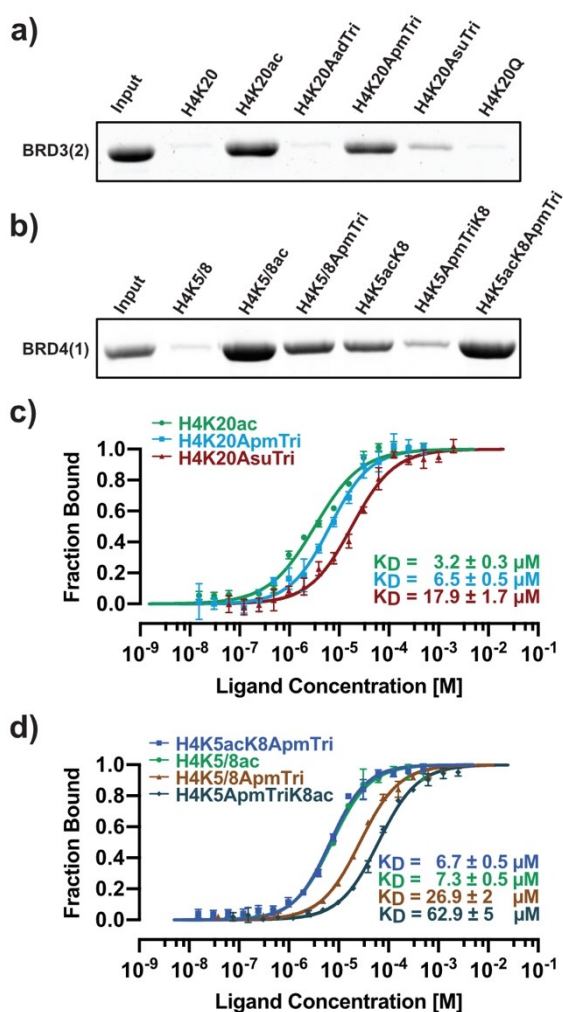 a)
Input
H4K20
H4K20ac
H4K20AadTri
H4K20ApmTri
H4K20AsuTri
H4K20Q
BRD3(2)
b)
Input
H4K5/8
H4K5/8ac
H4K5/8ApmTri
H4K5acK8
H4K5ApmTriK8
H4K5acK8ApmTri
BRD4(1)
c)
H4K20ac
H4K20ApmTri
H4K20AsuTri
Fraction Bound
1.0
0.8
0.6
0.4
0.2
0.0
KD = 3.2 ± 0.3 µM
KD = 6.5 ± 0.5 µM
KD = 17.9 ± 1.7 µM
10-9 10-8 10-7 10-6 10-5 10-4 10-3 10-2 10-1
Ligand Concentration [M]
d)
H4K5acK8ApmTri
H4K5/8ac
H4K5/8ApmTri
H4K5ApmTriK8ac
Fraction Bound
1.0
0.8
0.6
0.4
0.2
0.0
KD = 6.7 ± 0.5 µM
KD = 7.3 ± 0.5 µM
KD = 26.9 ± 2 µM
KD = 62.9 ± 5 µM
10-9 10-8 10-7 10-6 10-5 10-4 10-3 10-2 10-1
Ligand Concentration [M]